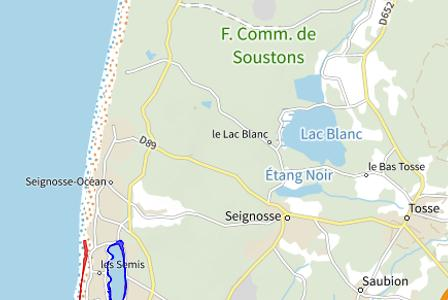 D652
F. Comm. de
Soustons
le Lac Blanc
Lac Blanc
D89
le Bas Tosse
Étang Noir
Seignosse-Océan
Seignosse
Tosse
les Semis
Saubion